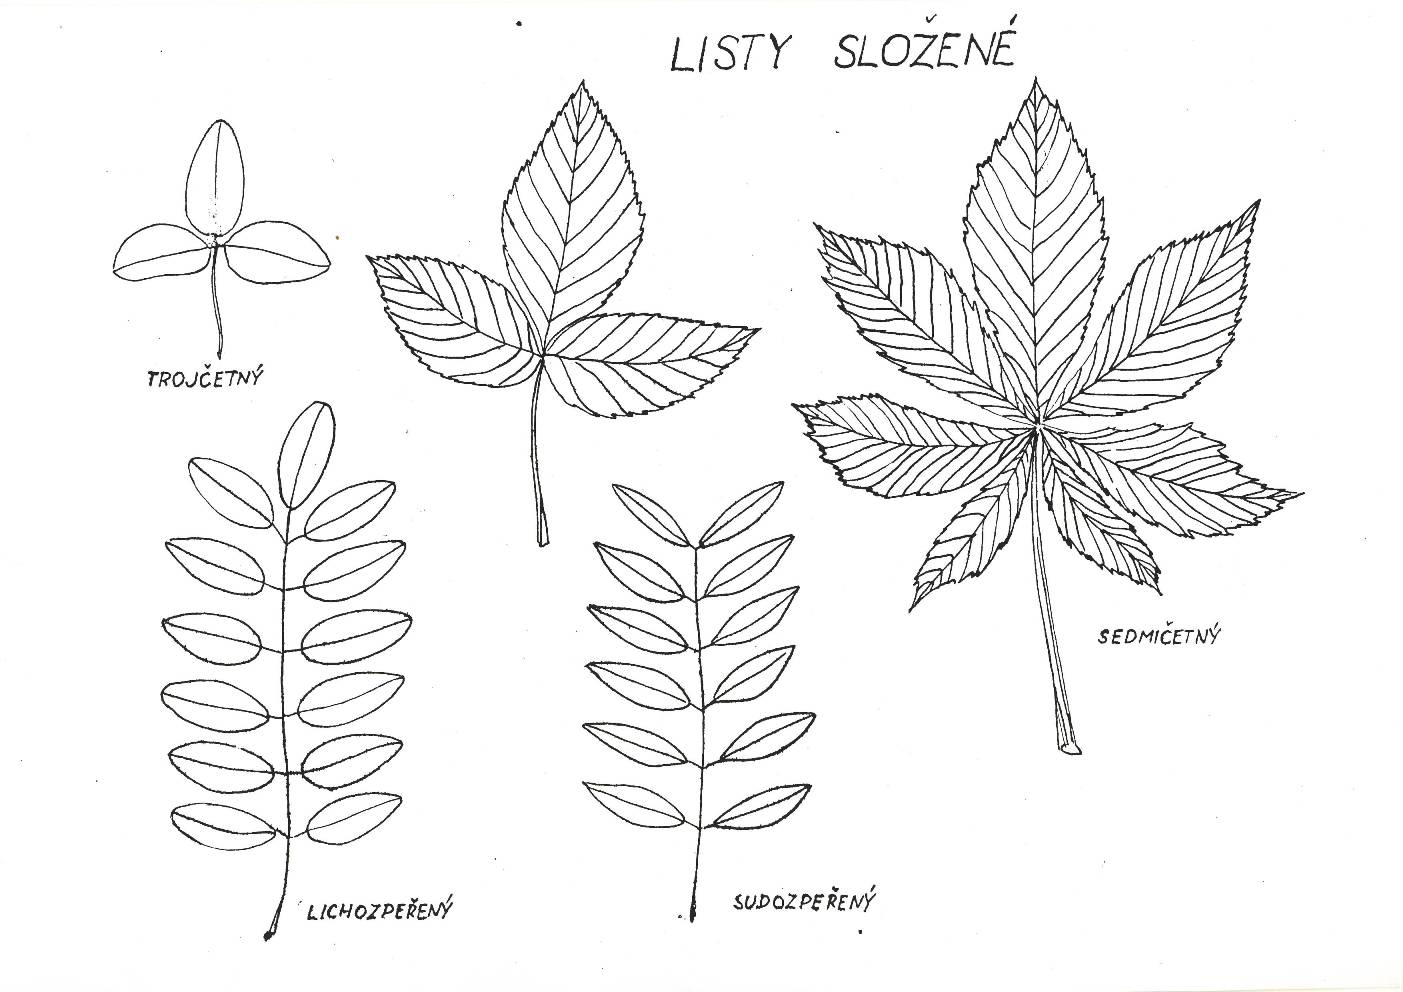 LISTY SLOŽENÉ
TROJČETNÝ
SEDMIČETNÝ
LICHOZPEŘENÝ
SUDOZPEŘENÝ